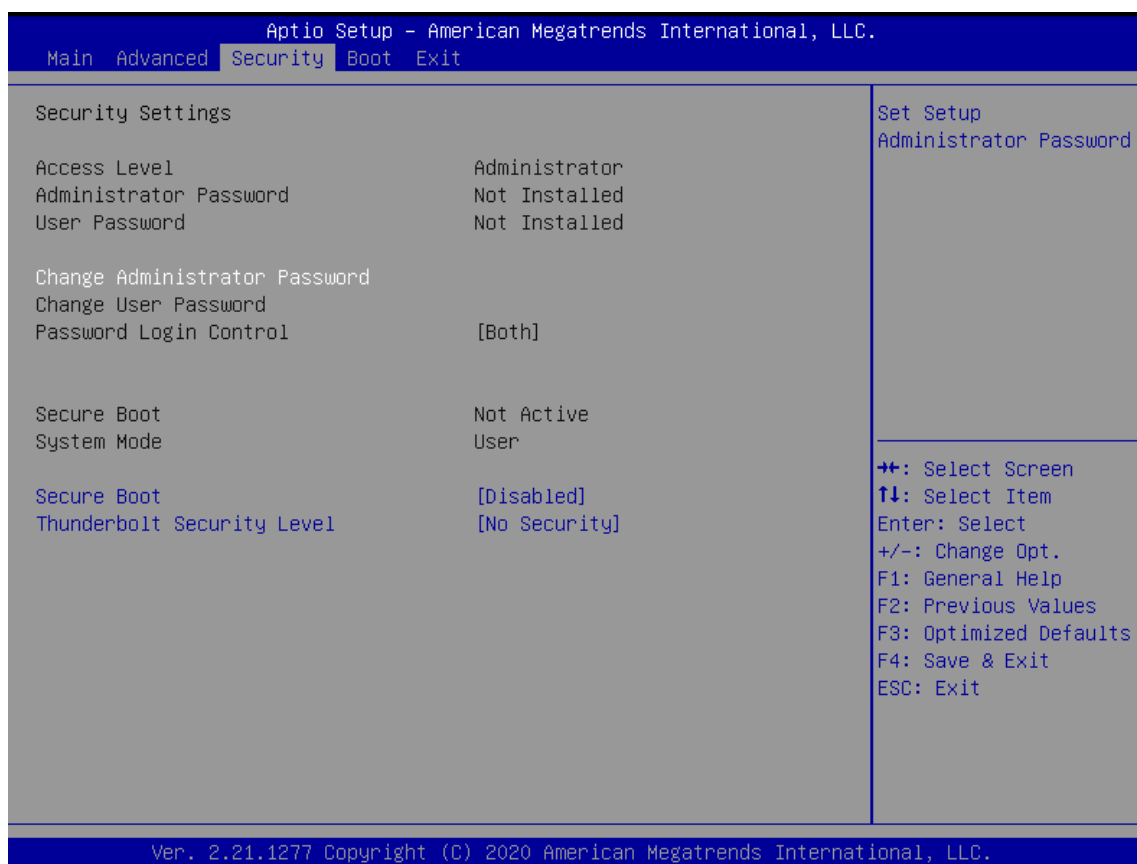 Aptio Setup – American Megatrends International, LLC.
Main Advanced Security Boot Exit
Security Settings
Access Level Administrator
Administrator Password Not Installed
User Password Not Installed
Change Administrator Password
Change User Password
Password Login Control [Both]
Secure Boot Not Active
System Mode User
Secure Boot [Disabled]
Thunderbolt Security Level [No Security]
Set Setup
Administrator Password
→←: Select Screen
↑↓: Select Item
Enter: Select
+/-: Change Opt.
F1: General Help
F2: Previous Values
F3: Optimized Defaults
F4: Save & Exit
ESC: Exit
Ver. 2.21.1277 Copyright (C) 2020 American Megatrends International, LLC.